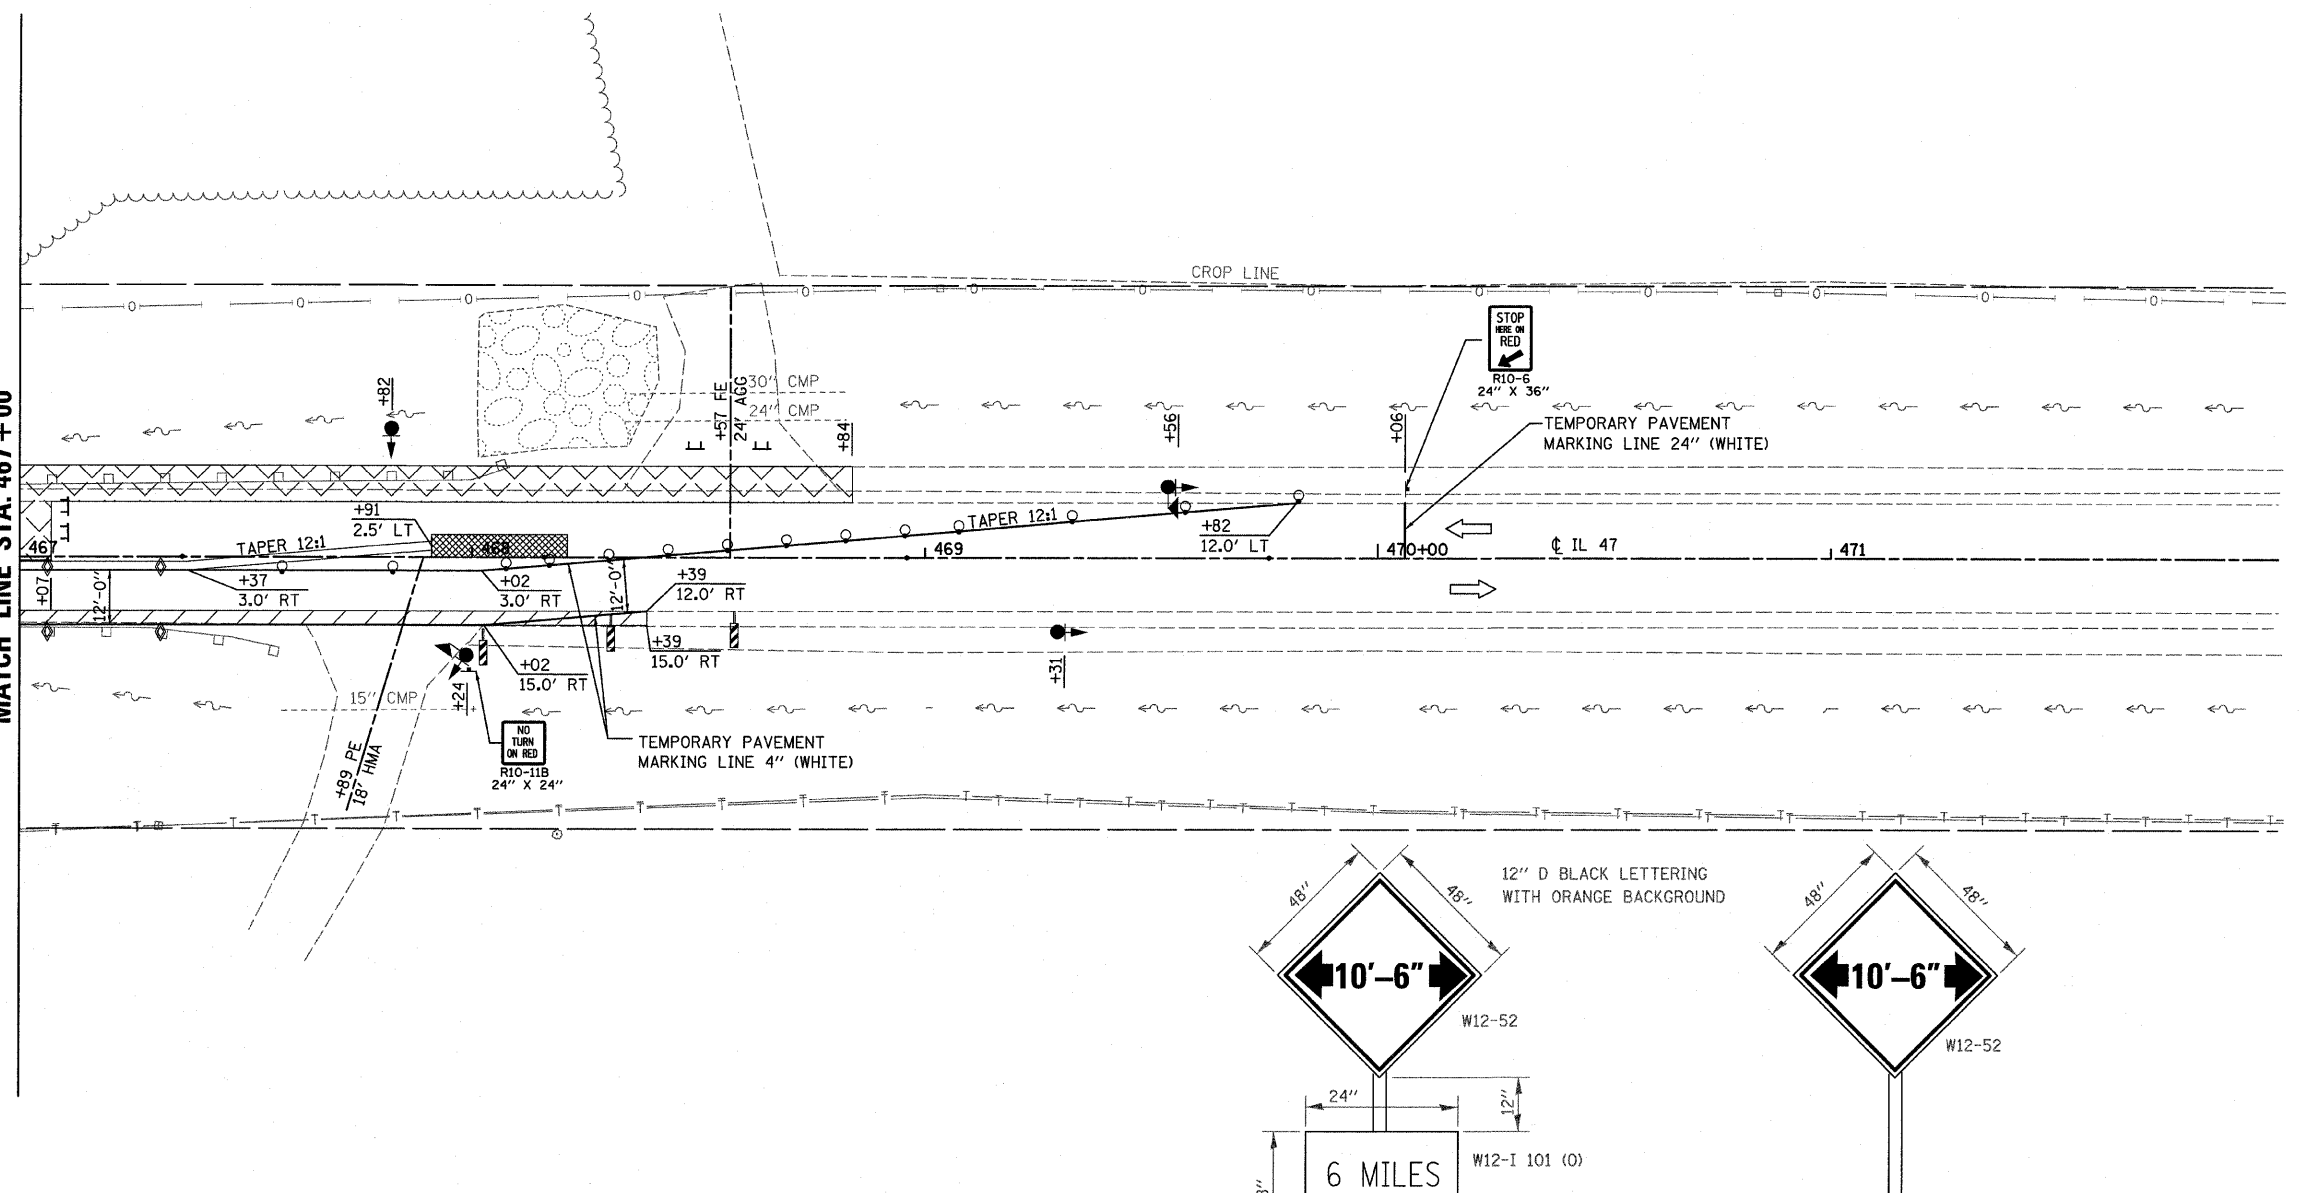 MATCH LINE STA. 467+00
CROP LINE
STOP
HERE ON
RED
R10-6
24" X 36"
+82
30" CMP
24" CMP
+57 FE
24' AGG
+84
+56
+06
TEMPORARY PAVEMENT
MARKING LINE 24" (WHITE)
+91
2.5' LT
TAPER 12:1
TAPER 12:1
+82
12.0' LT
467
468
469
470+00
℄ IL 47
471
+07
12'-0"
+37
3.0' RT
+02
3.0' RT
12'-0"
+39
12.0' RT
+39
15.0' RT
+02
15.0' RT
+31
+24
15" CMP
+89 PE
18' HMA
NO
TURN
ON RED
R10-11B
24" X 24"
TEMPORARY PAVEMENT
MARKING LINE 4" (WHITE)
12" D BLACK LETTERING
WITH ORANGE BACKGROUND
48"
48"
48"
48"
10'-6"
10'-6"
W12-52
W12-52
24"
12"
6 MILES
W12-I 101 (O)